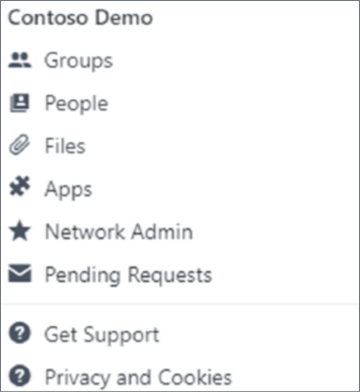 Contoso Demo
Groups
People
Files
Apps
Network Admin
Pending Requests
Get Support
Privacy and Cookies